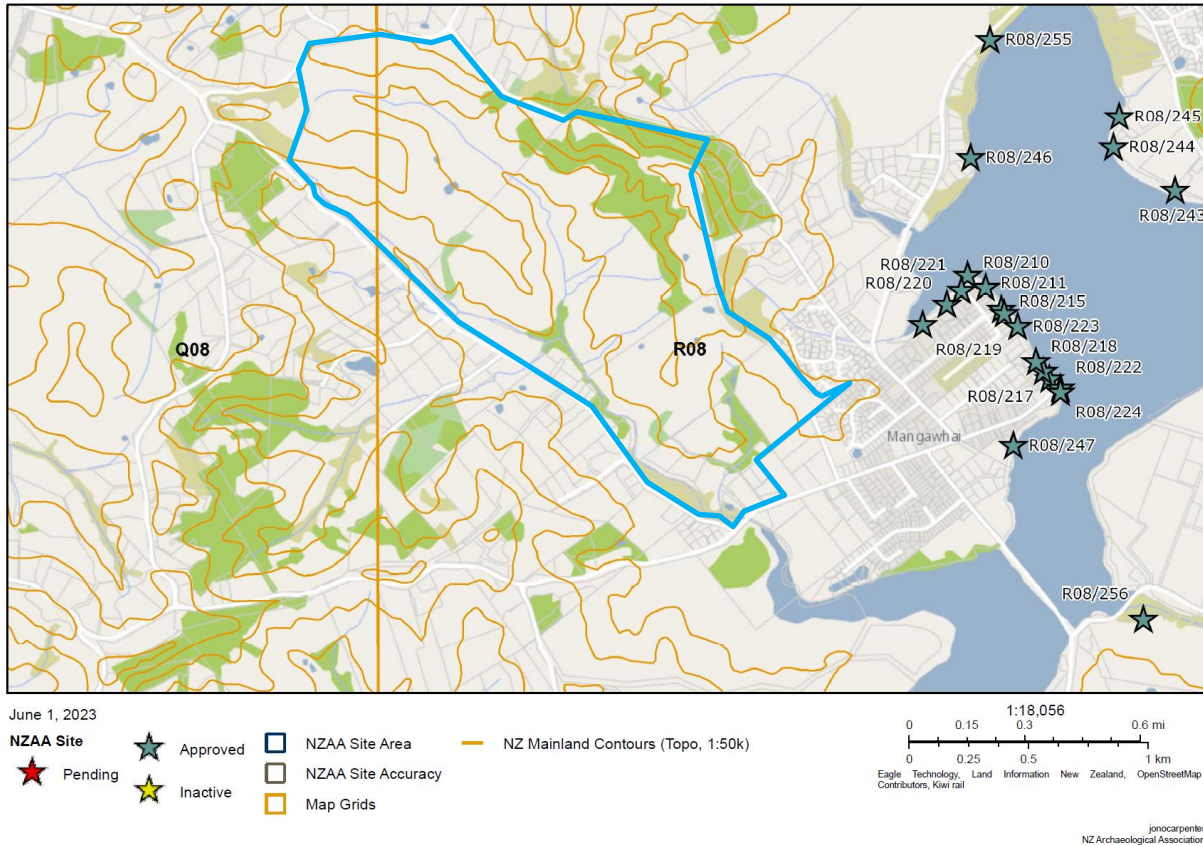 R08/255
R08/245
R08/244
R08/246
R08/243
R08/221
R08/210
R08/220
R08/211
R08/215
R08/223
Q08
R08
R08/219
R08/218
R08/222
R08/217
R08/224
Mangawhai
R08/247
R08/256
June 1, 2023
NZAA Site
Pending
Approved
Inactive
NZAA Site Area
NZAA Site Accuracy
Map Grids
NZ Mainland Contours (Topo, 1:50k)
1:18,056
0 0.15 0.3 0.6 mi
0 0.25 0.5 1 km
Eagle Technology, Land Information New Zealand, OpenStreetMap
Contributors, Kiwi rail
jonocarpenter
NZ Archaeological Association